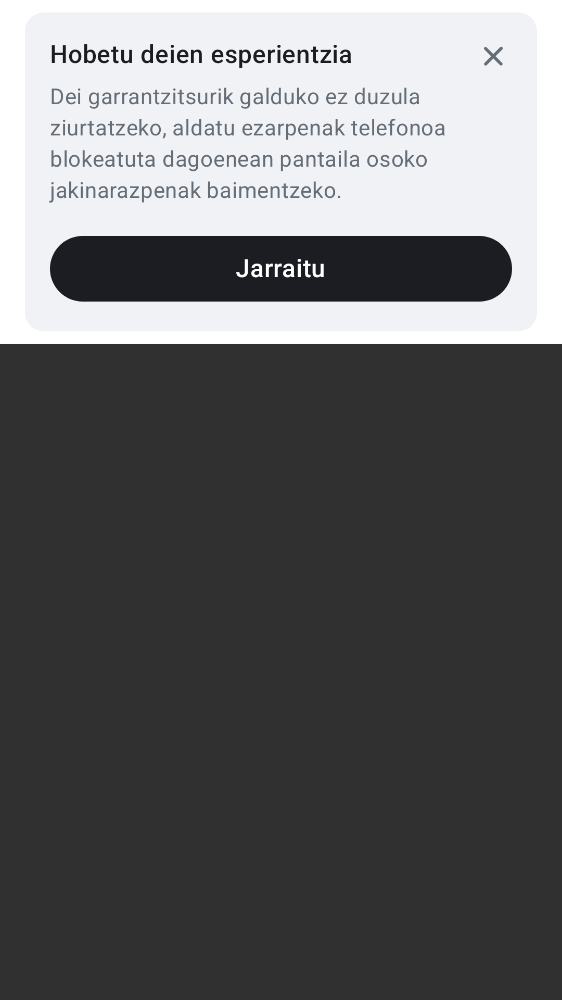 Hobetu deien esperientzia
Dei garrantzitsurik galduko ez duzula
ziurtatzeko, aldatu ezarpenak telefonoa
blokeatuta dagoenean pantaila osoko
jakinarazpenak baimentzeko.
Jarraitu